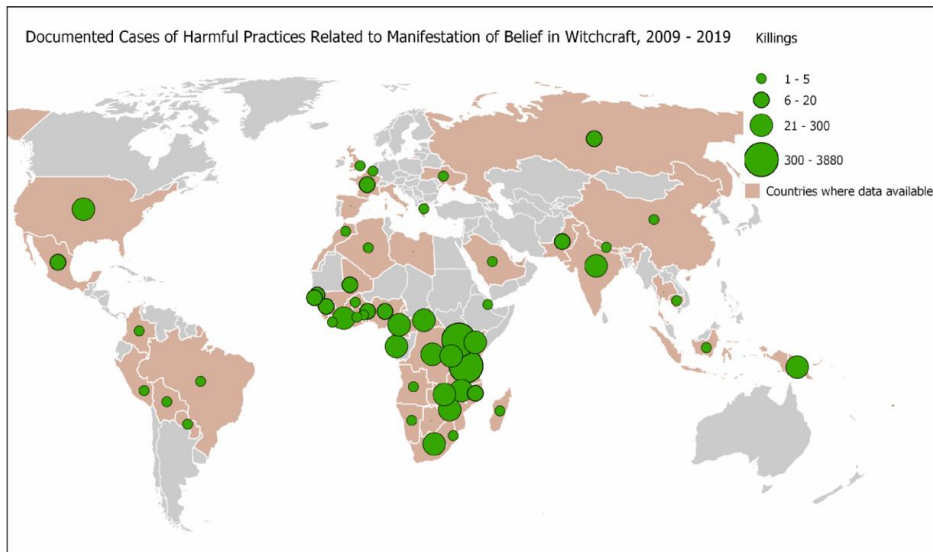 Documented Cases of Harmful Practices Related to Manifestation of Belief in Witchcraft, 2009 - 2019
Killings
1 - 5
6 - 20
21 - 300
300 - 3880
Countries where data available